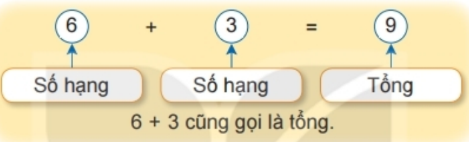 6 + 3 = 9
Số hạng Số hạng Tổng
6 + 3 cũng gọi là tổng.